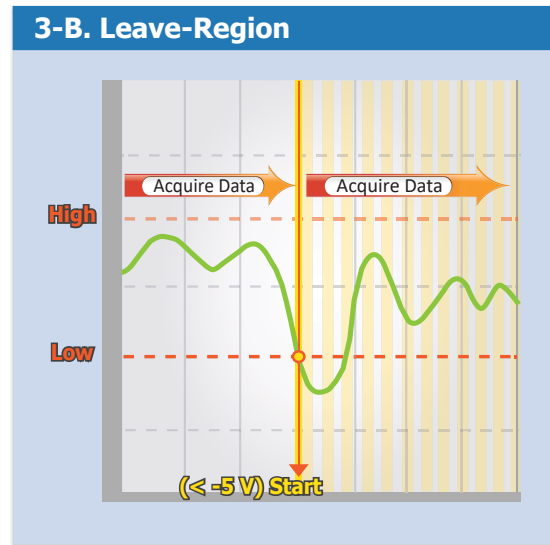 3-B. Leave-Region
Acquire Data Acquire Data
High
Low
(< -5 V) Start